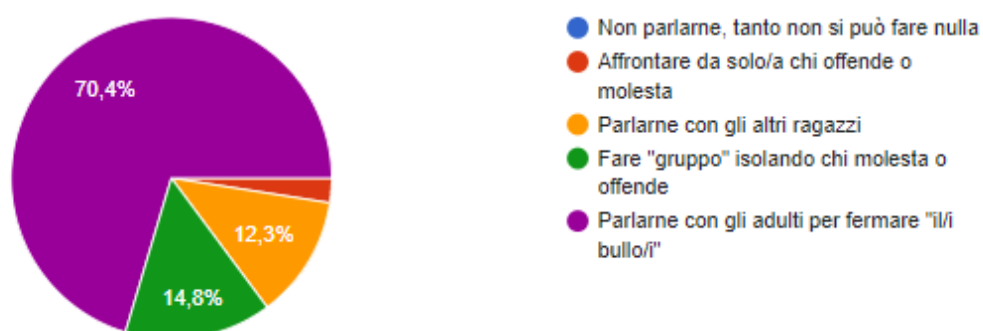 70,4%
12,3%
14,8%
Non parlarne, tanto non si può fare nulla
Affrontare da solo/a chi offende o
molesta
Parlarne con gli altri ragazzi
Fare "gruppo" isolando chi molesta o
offende
Parlarne con gli adulti per fermare "il/i
bullo/i"